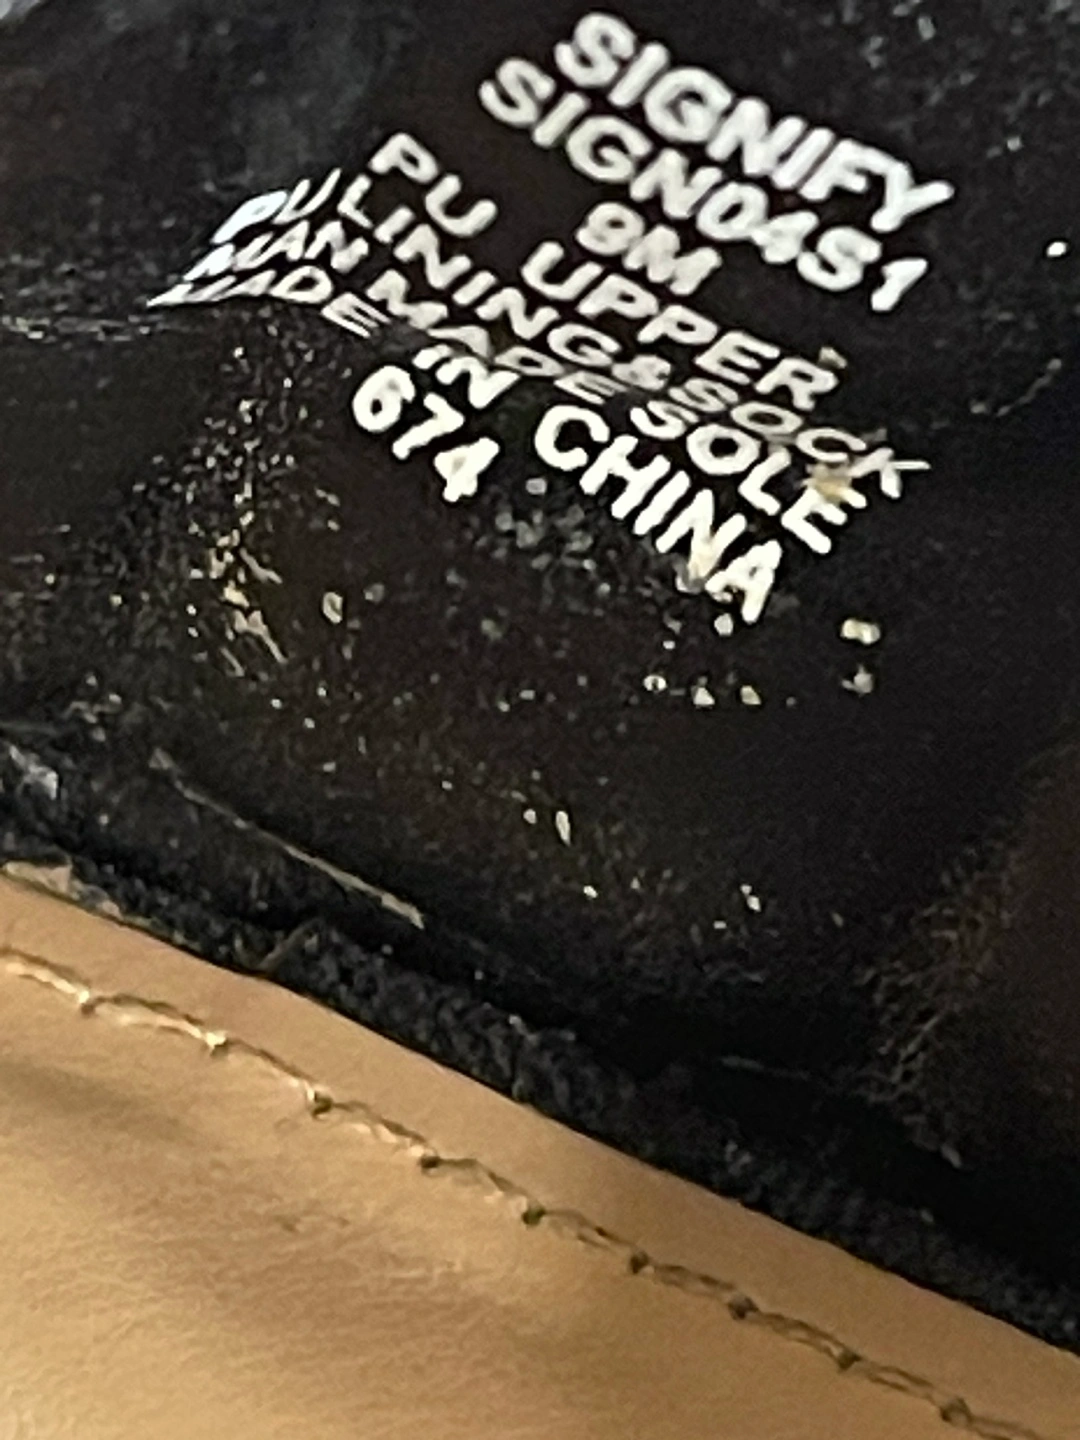 SIGNIFY
SIGN04S1
9M
PU UPPER
PU LINING&SOCK
MAN MADE SOLE
MADE IN CHINA
674